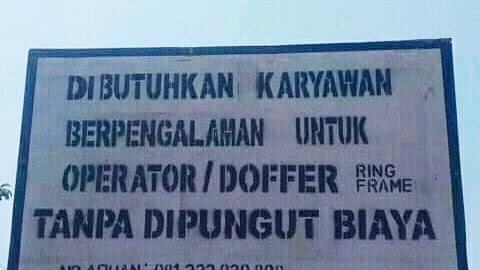 DIBUTUHKAN KARYAWAN
BERPENGALAMAN UNTUK
OPERATOR/DOFFER RING FRAME
TANPA DIPUNGUT BIAYA